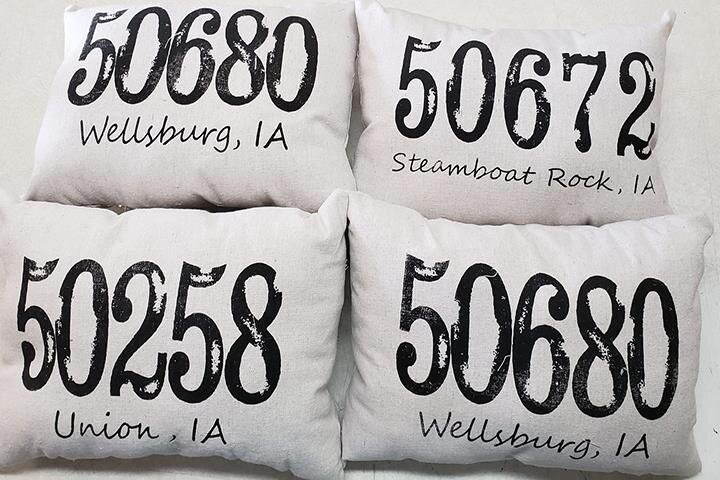 50680
Wellsburg, IA
50672
Steamboat Rock, IA
50258
Union, IA
50680
Wellsburg, IA